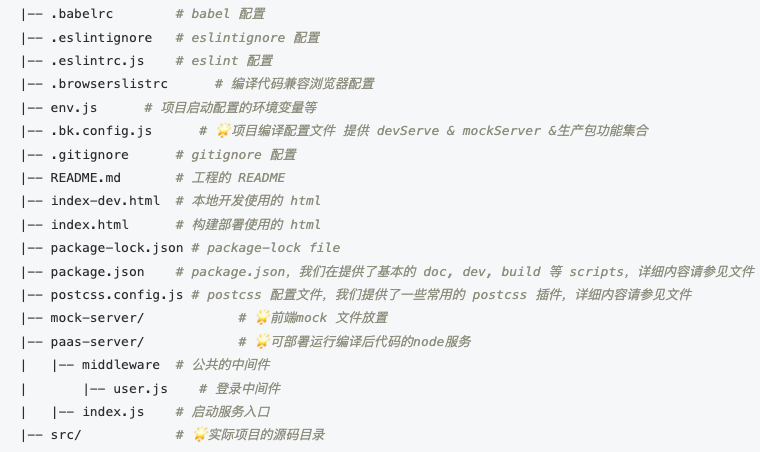 |-- .babelrc        # babel 配置
|-- .eslintignore   # eslintignore 配置
|-- .eslintrc.js    # eslint 配置
|-- .browserslistrc      # 编译代码兼容浏览器配置
|-- env.js      # 项目启动配置的环境变量等
|-- .bk.config.js      # 🌟项目编译配置文件 提供 devServe & mockServer &生产包功能集合
|-- .gitignore      # gitignore 配置
|-- README.md       # 工程的 README
|-- index-dev.html  # 本地开发使用的 html
|-- index.html      # 构建部署使用的 html
|-- package-lock.json # package-lock file
|-- package.json    # package.json，我们在提供了基本的 doc, dev, build 等 scripts，详细内容请参见文件
|-- postcss.config.js # postcss 配置文件，我们提供了一些常用的 postcss 插件，详细内容请参见文件
|-- mock-server/            # 🌟前端mock 文件放置
|-- paas-server/            # 🌟可部署运行编译后代码的node服务
|   |-- middleware  # 公共的中间件
|       |-- user.js    # 登录中间件
|   |-- index.js    # 启动服务入口
|-- src/            # 🌟实际项目的源码目录